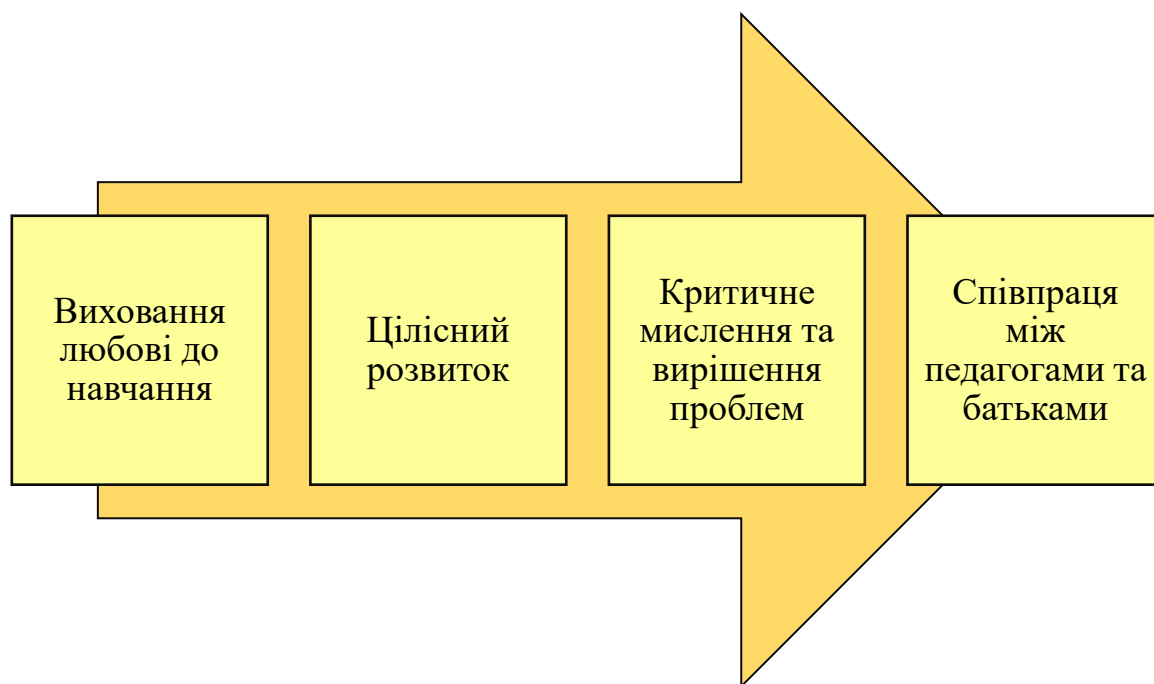 Виховання
любові до
навчання
Цілісний
розвиток
Критичне
мислення та
вирішення
проблем
Співпраця
між
педагогами та
батьками